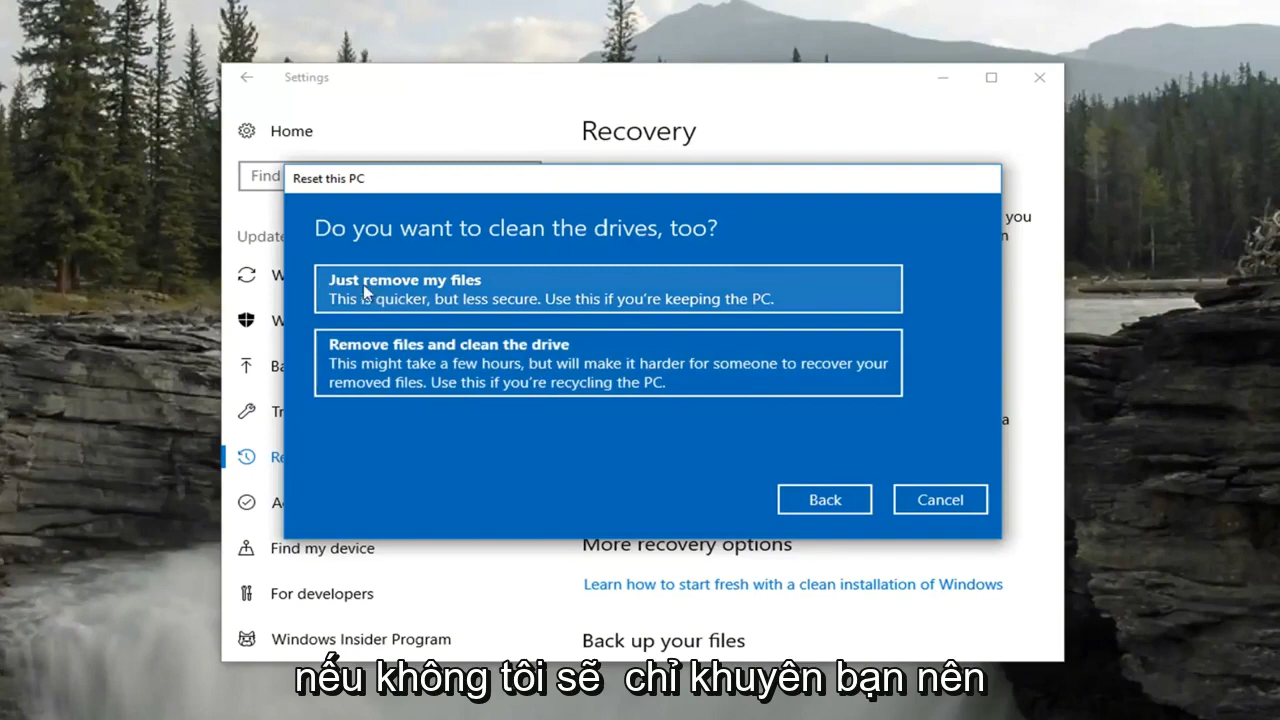 Settings
Home
Recovery
Find
Reset this PC
Do you want to clean the drives, too?
you
Update
Just remove my files
This is quicker, but less secure. Use this if you're keeping the PC.
W
W
Remove files and clean the drive
This might take a few hours, but will make it harder for someone to recover your
removed files. Use this if you're recycling the PC.
Ba
Tr
a
Re
A
Back
Cancel
Find my device
More recovery options
Learn how to start fresh with a clean installation of Windows
For developers
Windows Insider Program
Back up your files
nếu không tôi sẽ chỉ khuyên bạn nên